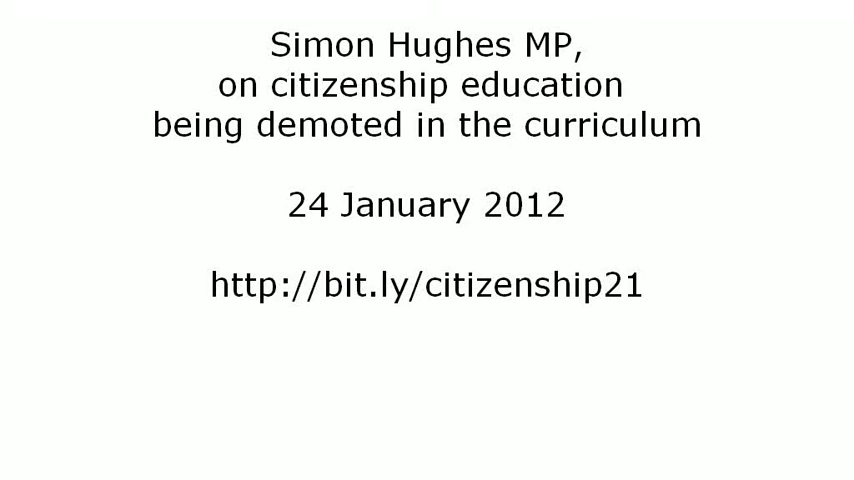 Simon Hughes MP,
on citizenship education
being demoted in the curriculum
24 January 2012
http://bit.ly/citizenship21